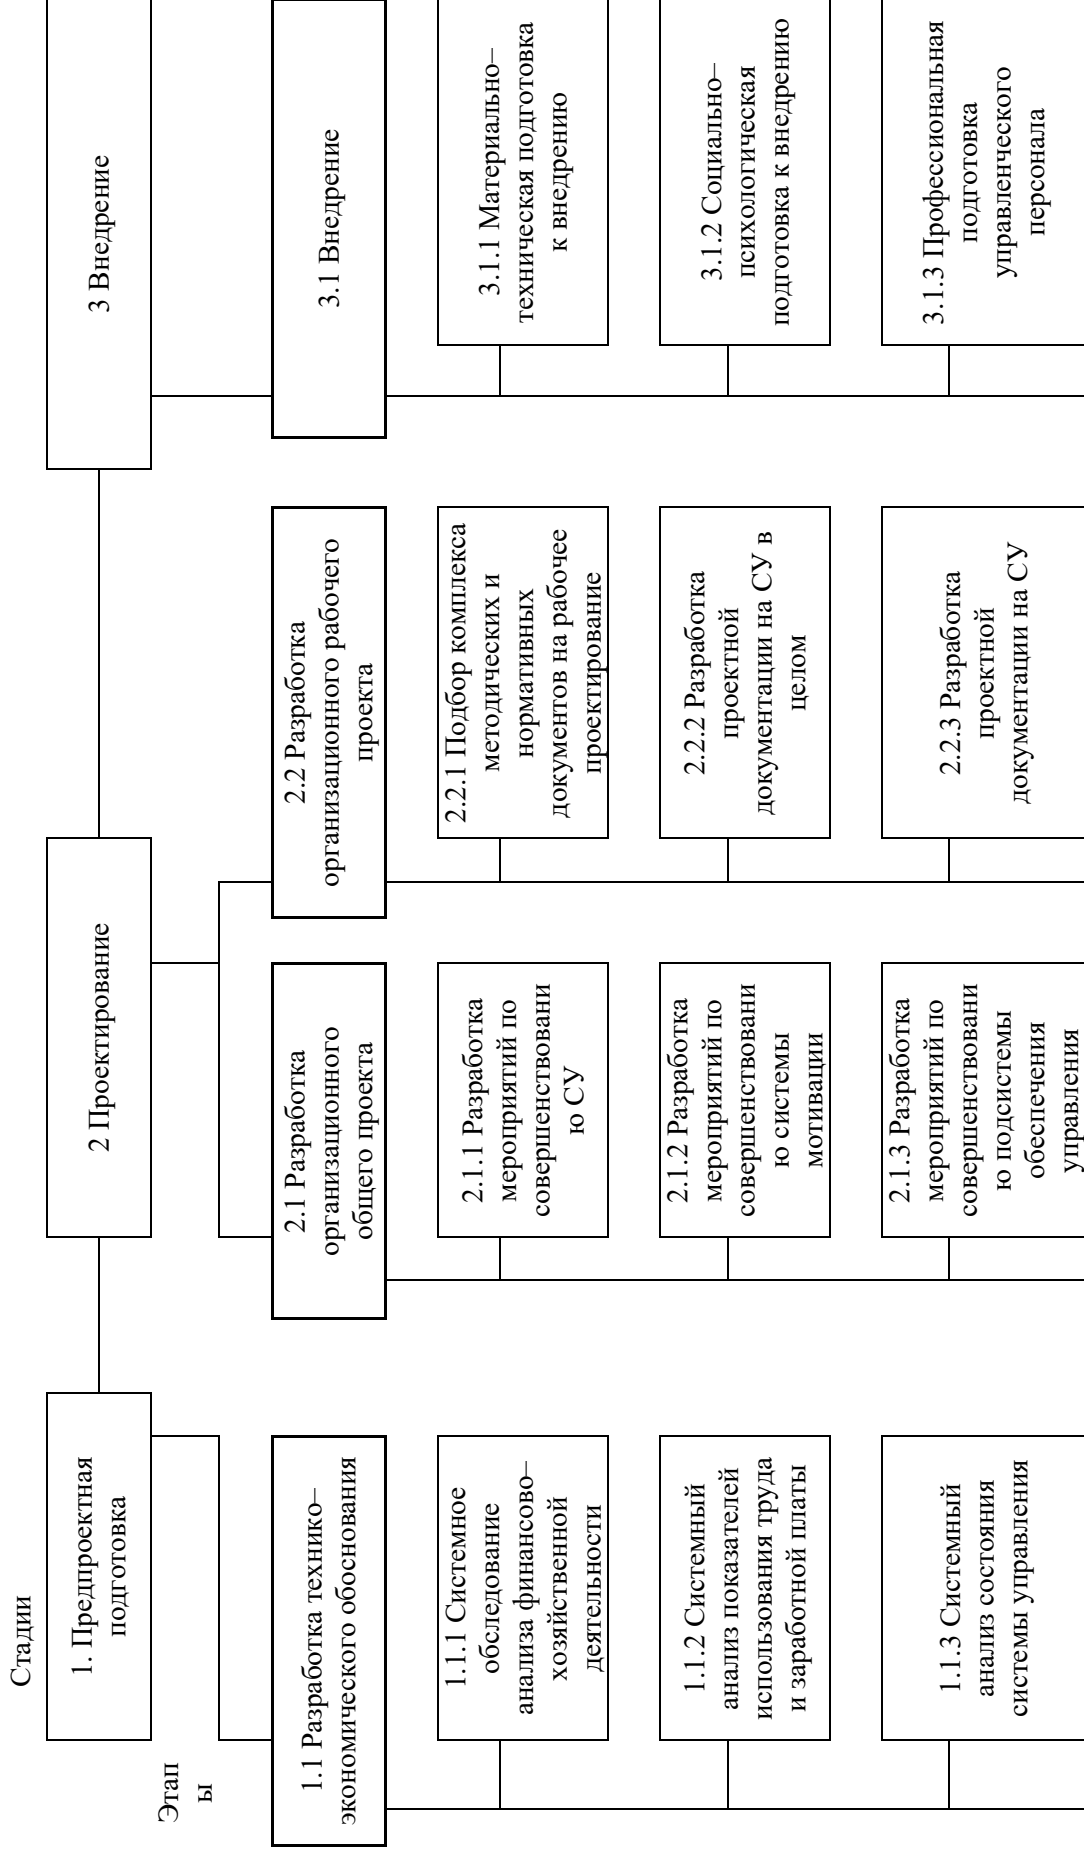 Стадии
1. Предпроектная
подготовка
2 Проектирование
3 Внедрение
Этап
ы
1.1 Разработка технико–
экономического обоснования
2.1 Разработка
организационного
общего проекта
2.2 Разработка
организационного рабочего
проекта
3.1 Внедрение
1.1.1 Системное
обследование
анализа финансово–
хозяйственной
деятельности
2.1.1 Разработка
мероприятий по
совершенствовани
ю СУ
2.2.1 Подбор комплекса
методических и
нормативных
документов на рабочее
проектирование
3.1.1 Материально–
техническая подготовка
к внедрению
1.1.2 Системный
анализ показателей
использования труда
и заработной платы
2.1.2 Разработка
мероприятий по
совершенствовани
ю системы
мотивации
2.2.2 Разработка
проектной
документации на СУ в
целом
3.1.2 Социально–
психологическая
подготовка к внедрению
1.1.3 Системный
анализ состояния
системы управления
2.1.3 Разработка
мероприятий по
совершенствовани
ю подсистемы
обеспечения
управления
2.2.3 Разработка
проектной
документации на СУ
3.1.3 Профессиональная
подготовка
управленческого
персонала